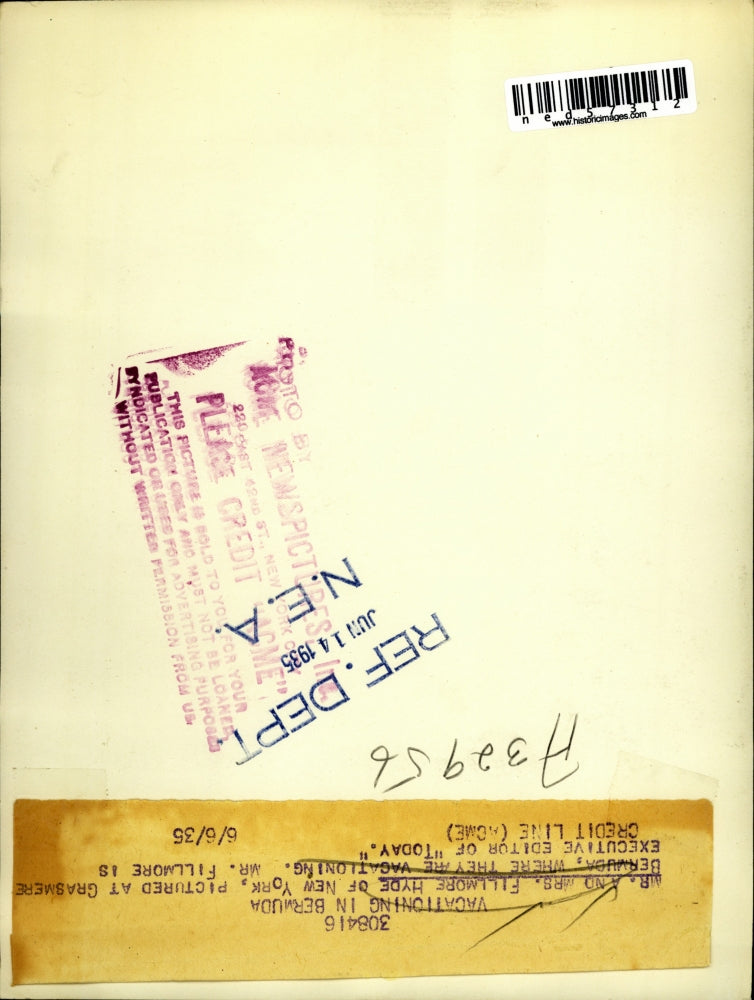 ned57312
www.historicimages.com
PHOTO BY
ACME NEWSPICTURES, INC.
220 EAST 42ND ST., NEW YORK CITY
PLEASE CREDIT "ACME"
THIS PICTURE IS SOLD TO YOU FOR YOUR
PUBLICATION ONLY AND MUST NOT BE LOANED,
SYNDICATED OR USED FOR ADVERTISING PURPOSES
WITHOUT WRITTEN PERMISSION FROM US.
REF. DEPT.
JUN 14 1935
N.E.A.
A32956
308416
VACATIONING IN BERMUDA
MR. AND MRS. FILLMORE HYDE OF NEW YORK, PICTURED AT GRASMERE
BERMUDA, WHERE THEY ARE VACATIONING. MR. FILLMORE IS
EXECUTIVE EDITOR OF "TODAY."
CREDIT LINE (ACME) 6/6/35